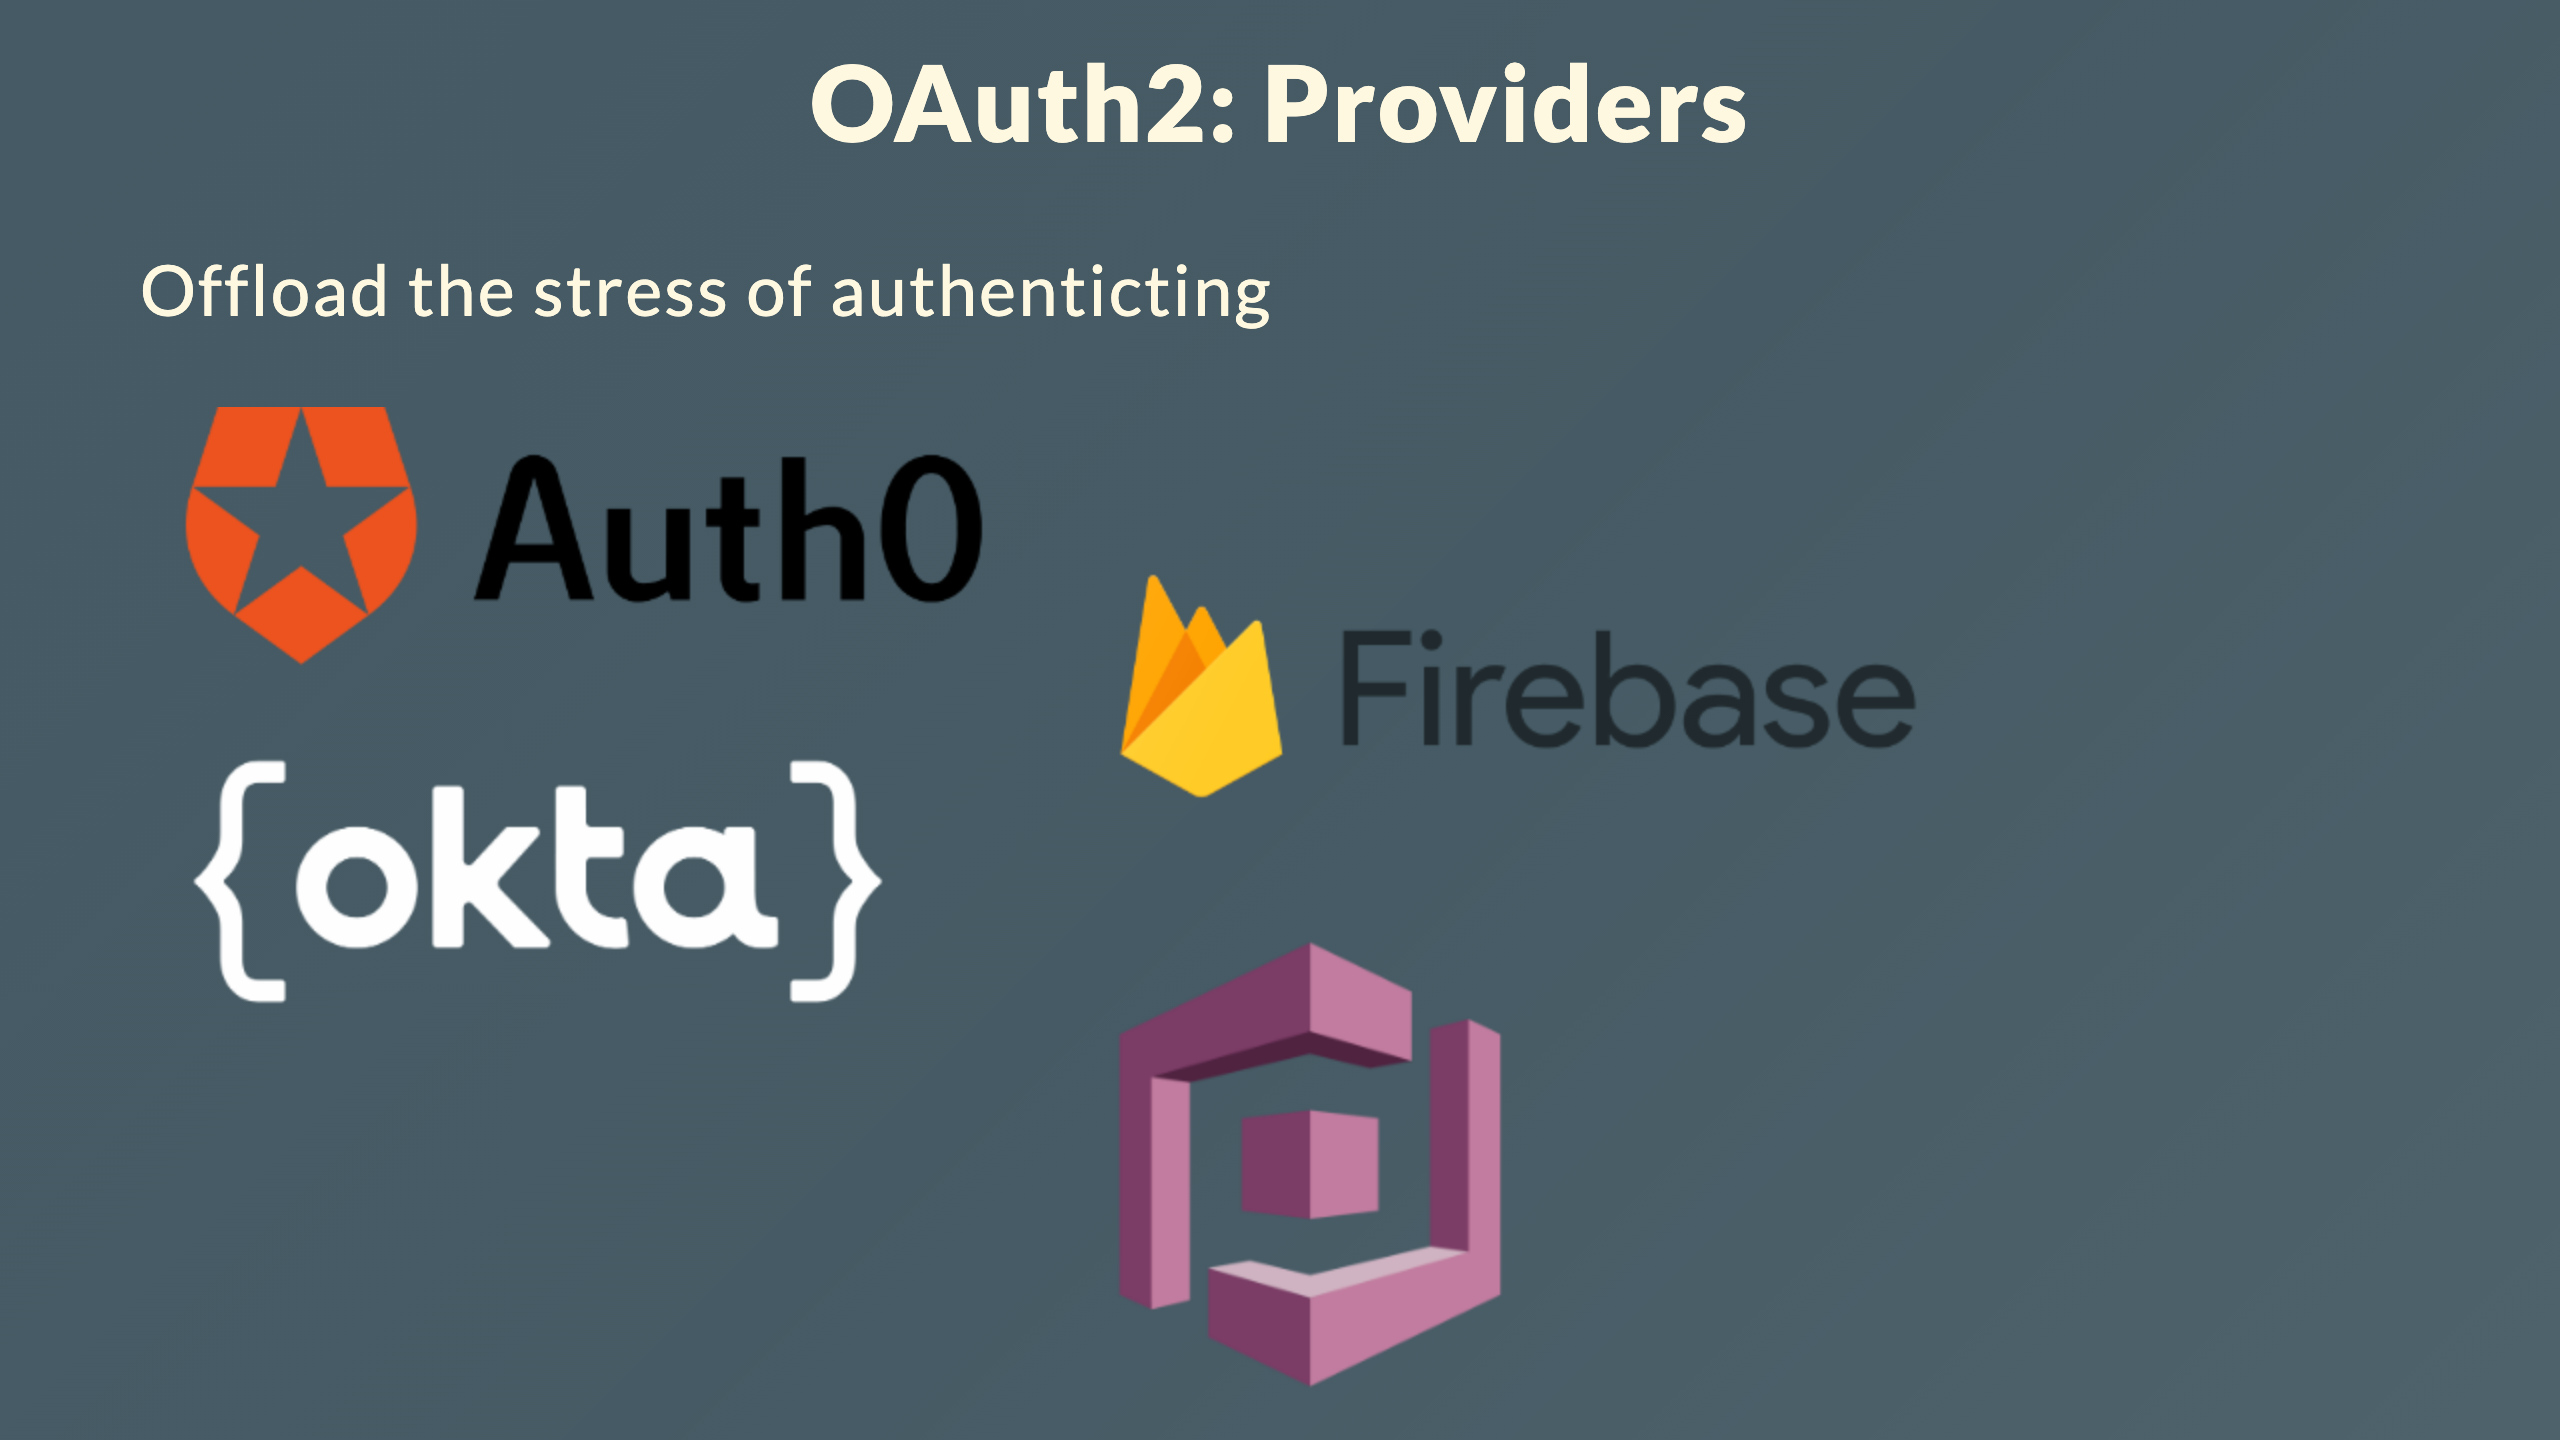 OAuth2: Providers
Offload the stress of authenticting
Auth0
Firebase
{okta}